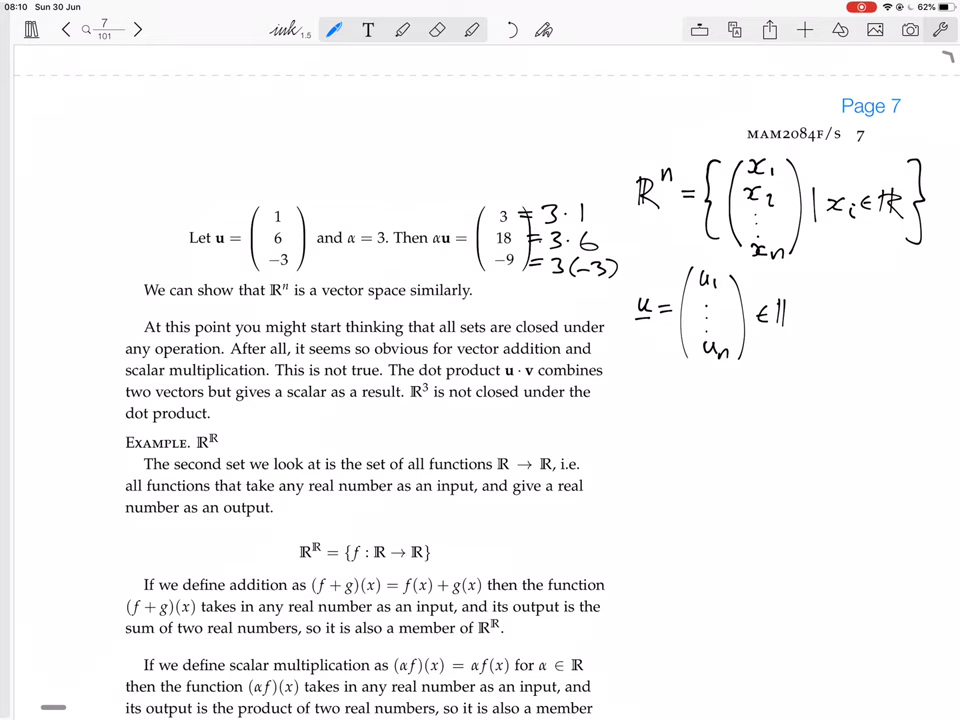 08:10 Sun 30 Jun 62%
7
101
ink 1.5 T
Page 7
MAM2084F/S 7
ℝⁿ = { ( x₁ x₂ ⋮ xₙ ) | xᵢ ∈ ℝ }
Let u = ( 1 6 −3 ) and α = 3. Then αu = ( 3 18 −9 )
= 3·1
= 3·6
= 3(−3)
We can show that ℝⁿ is a vector space similarly.
u = ( u₁ ⋮ uₙ ) ∈
At this point you might start thinking that all sets are closed under
any operation. After all, it seems so obvious for vector addition and
scalar multiplication. This is not true. The dot product u · v combines
two vectors but gives a scalar as a result. ℝ³ is not closed under the
dot product.
Example. ℝ^ℝ
The second set we look at is the set of all functions ℝ → ℝ, i.e.
all functions that take any real number as an input, and give a real
number as an output.
ℝ^ℝ = {f : ℝ → ℝ}
If we define addition as (f + g)(x) = f(x) + g(x) then the function
(f + g)(x) takes in any real number as an input, and its output is the
sum of two real numbers, so it is also a member of ℝ^ℝ.
If we define scalar multiplication as (αf)(x) = αf(x) for α ∈ ℝ
then the function (αf)(x) takes in any real number as an input, and
its output is the product of two real numbers, so it is also a member